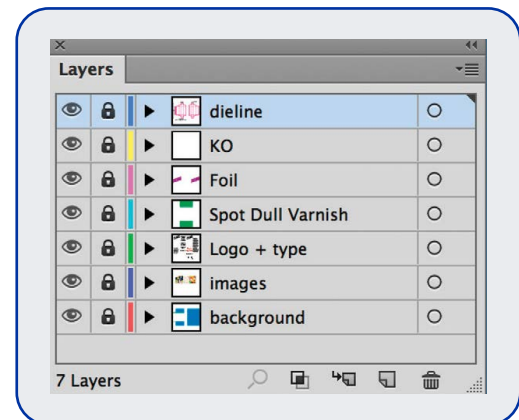 Layers
dieline
KO
Foil
Spot Dull Varnish
Logo + type
images
background
7 Layers